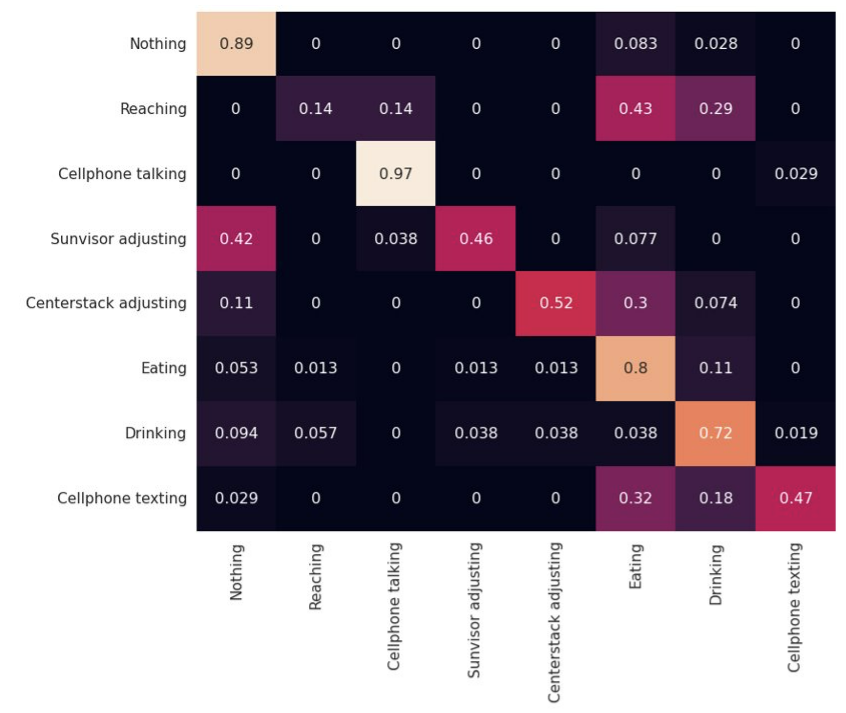 Nothing 0.89 0 0 0 0 0.083 0.028 0
Reaching 0 0.14 0.14 0 0 0.43 0.29 0
Cellphone talking 0 0 0.97 0 0 0 0 0.029
Sunvisor adjusting 0.42 0 0.038 0.46 0 0.077 0 0
Centerstack adjusting 0.11 0 0 0 0.52 0.3 0.074 0
Eating 0.053 0.013 0 0.013 0.013 0.8 0.11 0
Drinking 0.094 0.057 0 0.038 0.038 0.038 0.72 0.019
Cellphone texting 0.029 0 0 0 0 0.32 0.18 0.47
Nothing
Reaching
Cellphone talking
Sunvisor adjusting
Centerstack adjusting
Eating
Drinking
Cellphone texting